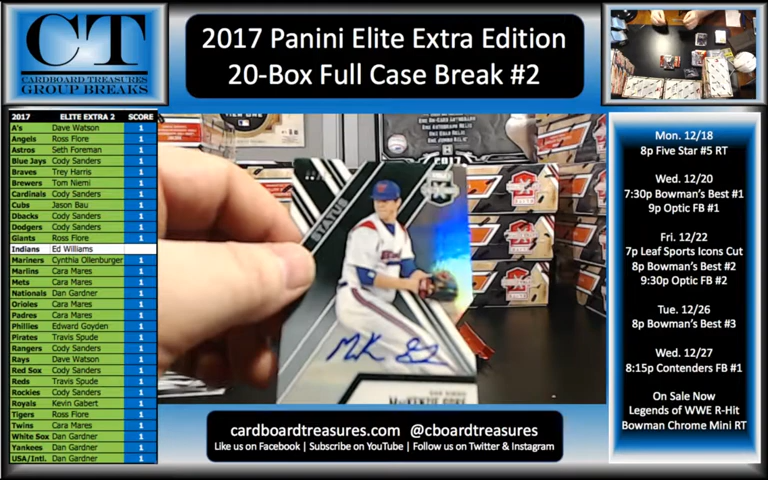 CT
CARDBOARD TREASURES
GROUP BREAKS
2017 Panini Elite Extra Edition
20-Box Full Case Break #2
2017 ELITE EXTRA 2 SCORE
A's Dave Watson 1
Angels Ross Flore 1
Astros Seth Foreman 1
Blue Jays Cody Sanders 1
Braves Trey Harris 1
Brewers Tom Niemi 1
Cardinals Cody Sanders 1
Cubs Jason Bau 1
Dbacks Cody Sanders 1
Dodgers Cody Sanders 1
Giants Ross Flore 1
Indians Ed Williams
Mariners Cynthia Ollenburger 1
Marlins Cara Mares 1
Mets Cara Mares 1
Nationals Dan Gardner 1
Orioles Cara Mares 1
Padres Cara Mares 1
Phillies Edward Goyden 1
Pirates Travis Spude 1
Rangers Cody Sanders 1
Rays Dave Watson 1
Red Sox Cody Sanders 1
Reds Travis Spude 1
Rockies Cody Sanders 1
Royals Kevin Gabert 1
Tigers Ross Flore 1
Twins Cara Mares 1
White Sox Dan Gardner 1
Yankees Dan Gardner 1
USA/Intl. Dan Gardner 1
2017
STATUS
SAN DIEGO
MacKENZIE GORE
Mon. 12/18
8p Five Star #5 RT
Wed. 12/20
7:30p Bowman's Best #1
9p Optic FB #1
Fri. 12/22
7p Leaf Sports Icons Cut
8p Bowman's Best #2
9:30p Optic FB #2
Tue. 12/26
8p Bowman's Best #3
Wed. 12/27
8:15p Contenders FB #1
On Sale Now
Legends of WWE R-Hit
Bowman Chrome Mini RT
cardboardtreasures.com @cboardtreasures
Like us on Facebook | Subscribe on YouTube | Follow us on Twitter & Instagram